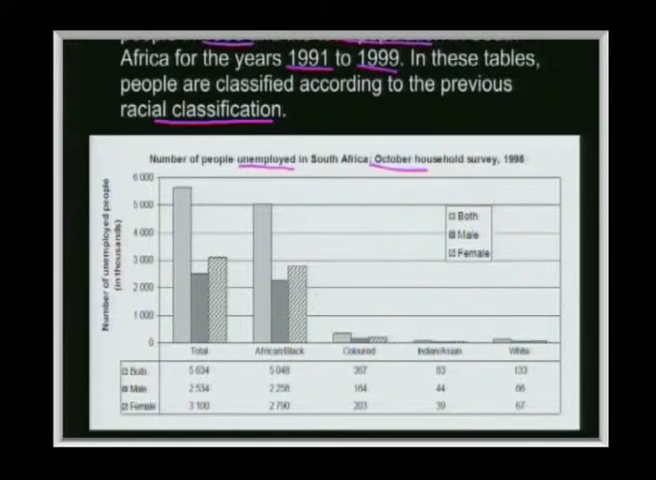 Africa for the years 1991 to 1999. In these tables,
people are classified according to the previous
racial classification.
Number of people unemployed in South Africa; October household survey, 1998
Number of unemployed people
(in thousands)
6 000
5 000
4 000
3 000
2 000
1 000
0
Both
Male
Female
Total African/Black Coloured Indian/Asian White
Both 5 634 5 048 367 83 133
Male 2 534 2 258 164 44 66
Female 3 100 2 790 203 39 67